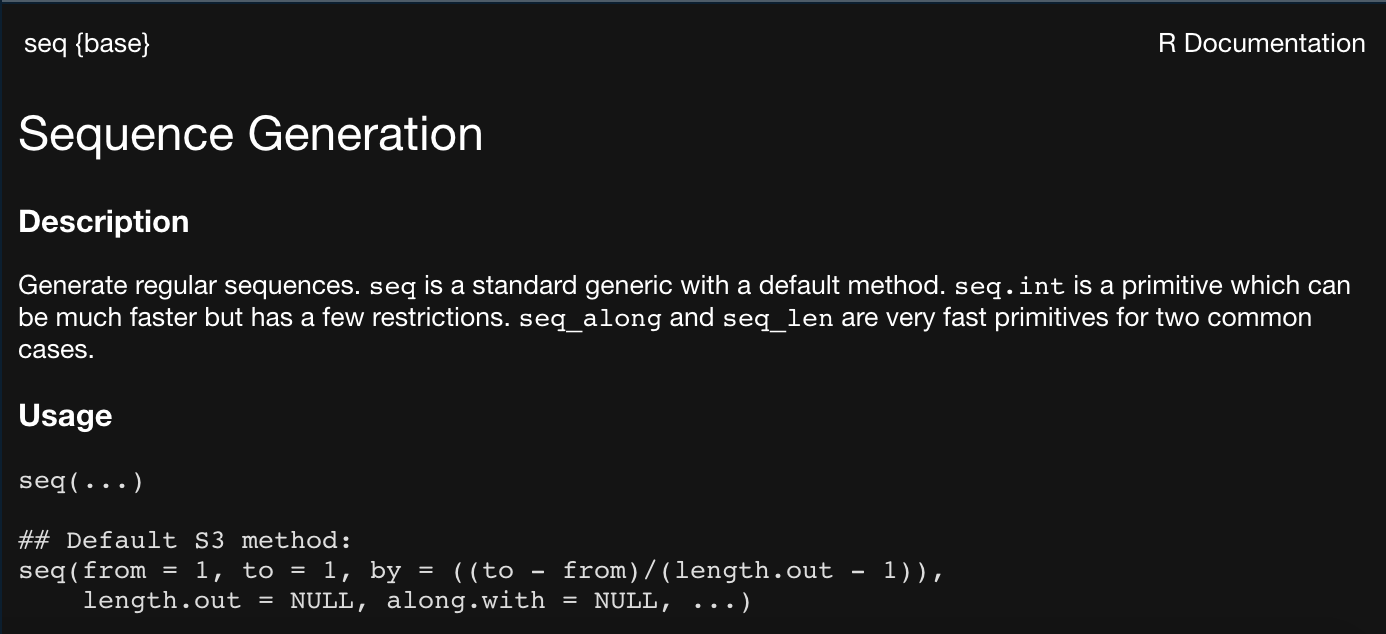 seq {base}
R Documentation
Sequence Generation
Description
Generate regular sequences. seq is a standard generic with a default method. seq.int is a primitive which can
be much faster but has a few restrictions. seq_along and seq_len are very fast primitives for two common
cases.
Usage
seq(...)
## Default S3 method:
seq(from = 1, to = 1, by = ((to - from)/(length.out - 1)),
    length.out = NULL, along.with = NULL, ...)